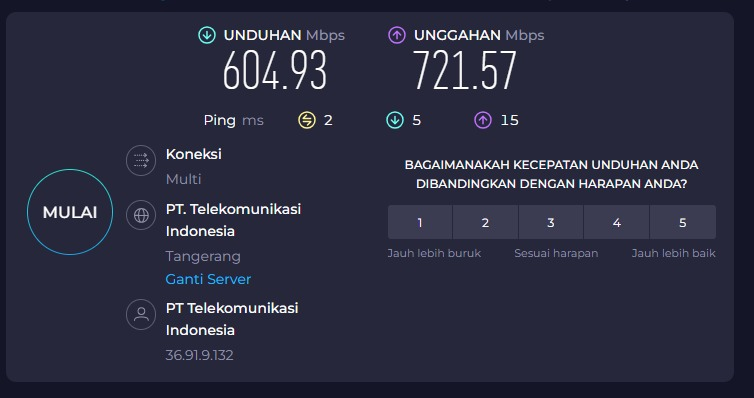 UNDUHAN Mbps
604.93
UNGGAHAN Mbps
721.57
Ping ms 2 5 15
MULAI
Koneksi
Multi
PT. Telekomunikasi
Indonesia
Tangerang
Ganti Server
PT Telekomunikasi
Indonesia
36.91.9.132
BAGAIMANAKAH KECEPATAN UNDUHAN ANDA
DIBANDINGKAN DENGAN HARAPAN ANDA?
1 2 3 4 5
Jauh lebih buruk Sesuai harapan Jauh lebih baik